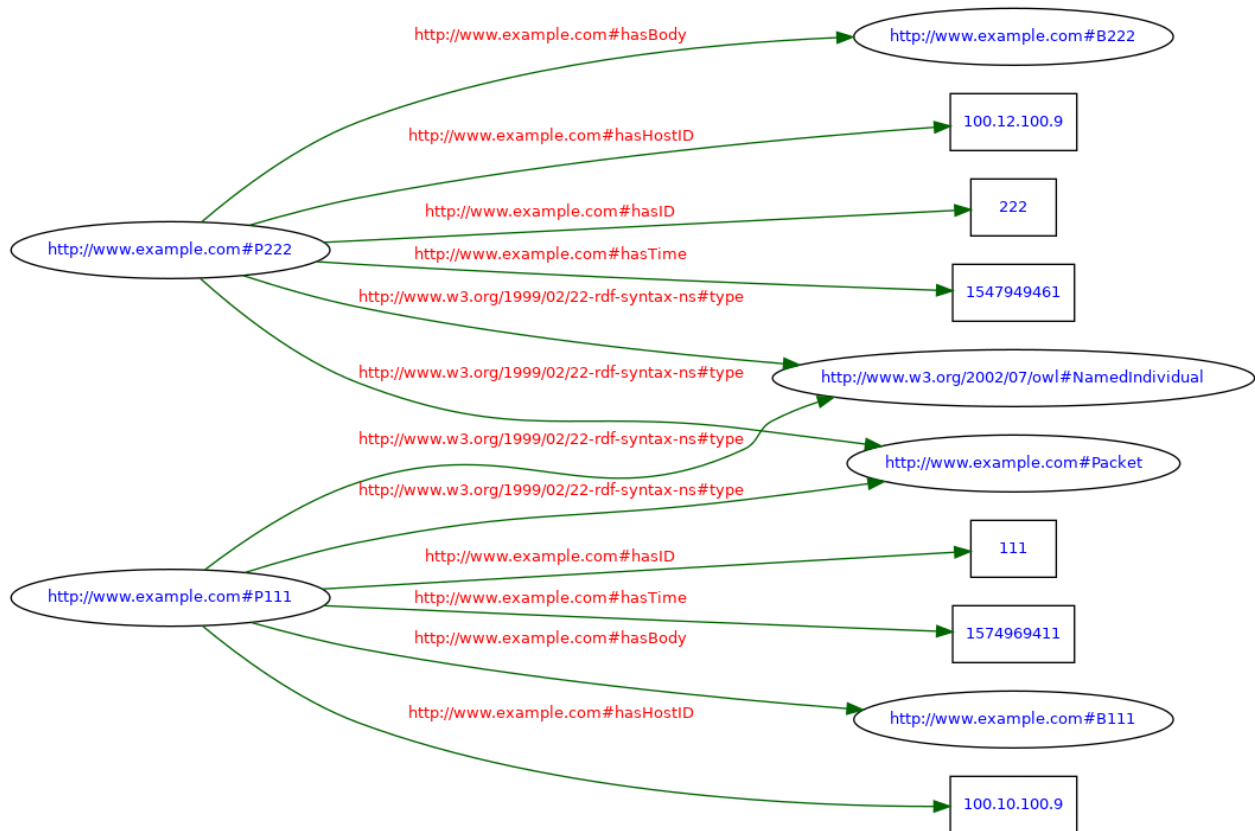 http://www.example.com#hasBody
http://www.example.com#B222
http://www.example.com#hasHostID
100.12.100.9
http://www.example.com#hasID
222
http://www.example.com#P222
http://www.example.com#hasTime
1547949461
http://www.w3.org/1999/02/22-rdf-syntax-ns#type
http://www.w3.org/1999/02/22-rdf-syntax-ns#type
http://www.w3.org/2002/07/owl#NamedIndividual
http://www.w3.org/1999/02/22-rdf-syntax-ns#type
http://www.example.com#Packet
http://www.w3.org/1999/02/22-rdf-syntax-ns#type
http://www.example.com#hasID
111
http://www.example.com#P111
http://www.example.com#hasTime
1574969411
http://www.example.com#hasBody
http://www.example.com#B111
http://www.example.com#hasHostID
100.10.100.9